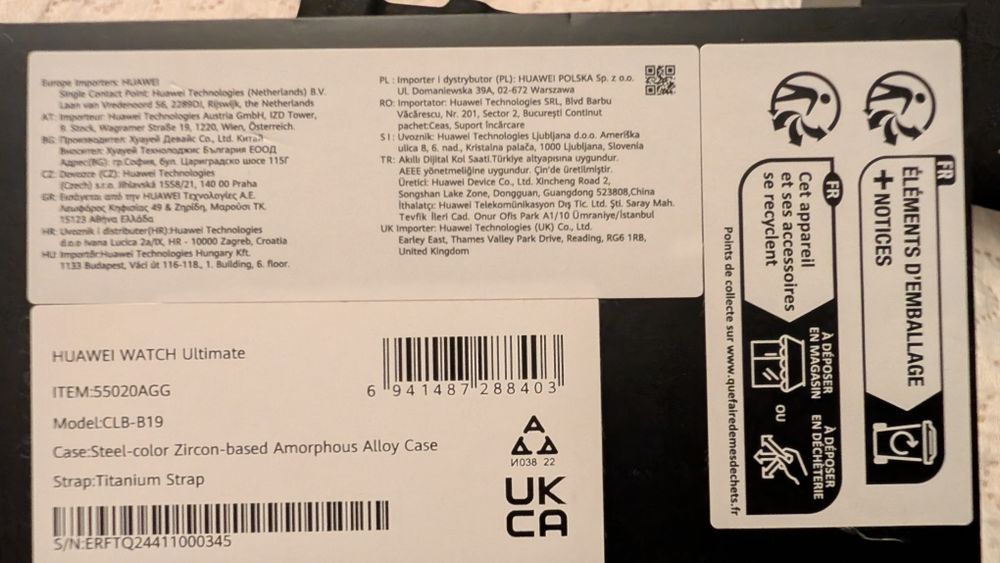 Europe Importers: HUAWEI
Single Contact Point: Huawei Technologies (Netherlands) B.V.
Laan van Vredenoord 56, 2289DJ, Rijswijk, the Netherlands
AT: Importeur: Huawei Technologies Austria GmbH, IZD Tower,
9. Stock, Wagramer Straße 19, 1220, Wien, Österreich.
BG: Производител: Хуауей Девайс Ко., Ltd. Китай
Вносител: Хуауей Технолоджис България ЕООД
Адрес(BG): гр.София, бул. Цариградско шосе 115Г
CZ: Dovozce (CZ): Huawei Technologies
(Czech) s.r.o. Jihlavská 1558/21, 140 00 Praha
GR: Εισάγεται από την HUAWEI Τεχνολογίες Α.Ε.
Λεωφόρος Κηφισίας 49 & Ζηρίδη, Μαρούσι ΤΚ.
15123 Αθήνα Ελλάδα
HR: Uvoznik i distributer(HR):Huawei Technologies
d.o.o Ivana Lucica 2a/IX, HR - 10000 Zagreb, Croatia
HU: Importőr:Huawei Technologies Hungary Kft.
1133 Budapest, Váci út 116-118., 1. Building, 6. floor.
PL : Importer i dystrybutor (PL): HUAWEI POLSKA Sp. z o.o.
Ul. Domaniewska 39A, 02-672 Warszawa
RO: Importator: Huawei Technologies SRL, Blvd Barbu
Văcărescu, Nr. 201, Sector 2, Bucureşti Continut
pachet:Ceas, Suport încărcare
SI: Uvoznik: Huawei Technologies Ljubljana d.o.o. Ameriška
ulica 8, 6. nad., Kristalna palača, 1000 Ljubljana, Slovenia
TR: Akıllı Dijital Kol Saati.Türkiye altyapısına uygundur.
AEEE yönetmeliğine uygundur. Çin'de üretilmiştir.
Üretici: Huawei Device Co., Ltd. Xincheng Road 2,
Songshan Lake Zone, Dongguan, Guangdong 523808,China
İthalatçı: Huawei Telekomünikasyon Dış Tic. Ltd. Şti. Saray Mah.
Tevfik İleri Cad. Onur Ofis Park A1/10 Ümraniye/İstanbul
UK Importer: Huawei Technologies (UK) Co., Ltd.
Earley East, Thames Valley Park Drive, Reading, RG6 1RB,
United Kingdom
HUAWEI WATCH Ultimate
ITEM:55020AGG
Model:CLB-B19
Case:Steel-color Zircon-based Amorphous Alloy Case
Strap:Titanium Strap
S/N:ERFTQ24411000345
6 941487 288403
И038 22
UK
CA
FR
ÉLÉMENTS D'EMBALLAGE
+ NOTICES
FR
Cet appareil
et ses accessoires
se recyclent
À DÉPOSER
EN MAGASIN
OU
À DÉPOSER
EN DÉCHÈTERIE
Points de collecte sur www.quefairedemesdechets.fr